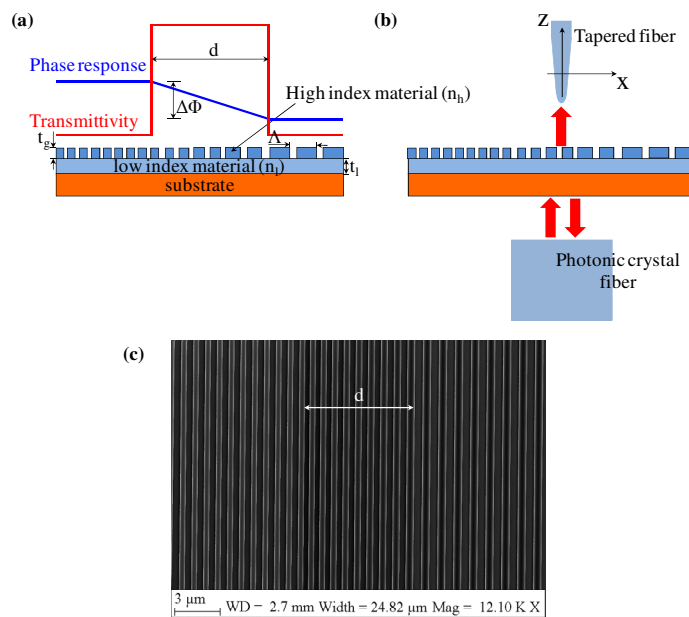 (a)
d
Phase response
ΔΦ
High index material (nh)
Transmittivity
tg
Λ
tl
low index material (nl)
substrate
(b)
Z
Tapered fiber
X
Photonic crystal
fiber
(c)
d
3 µm
WD = 2.7 mm Width = 24.82 µm Mag = 12.10 K X